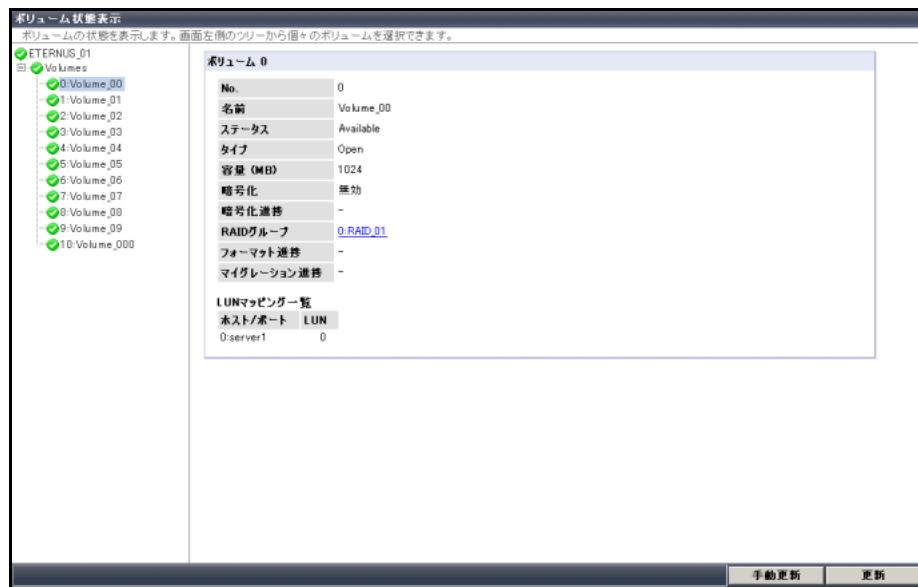 ボリューム状態表示
ボリュームの状態を表示します。画面左側のツリーから個々のボリュームを選択できます。
ETERNUS_01
Volumes
0:Volume_00
1:Volume_01
2:Volume_02
3:Volume_03
4:Volume_04
5:Volume_05
6:Volume_06
7:Volume_07
8:Volume_08
9:Volume_09
10:Volume_000
ボリューム 0
No. 0
名前 Volume_00
ステータス Available
タイプ Open
容量 (MB) 1024
暗号化 無効
暗号化進捗 -
RAIDグループ 0:RAID_01
フォーマット進捗 -
マイグレーション進捗 -
LUNマッピング一覧
ホスト/ポート LUN
0:server1 0
手動更新 更新